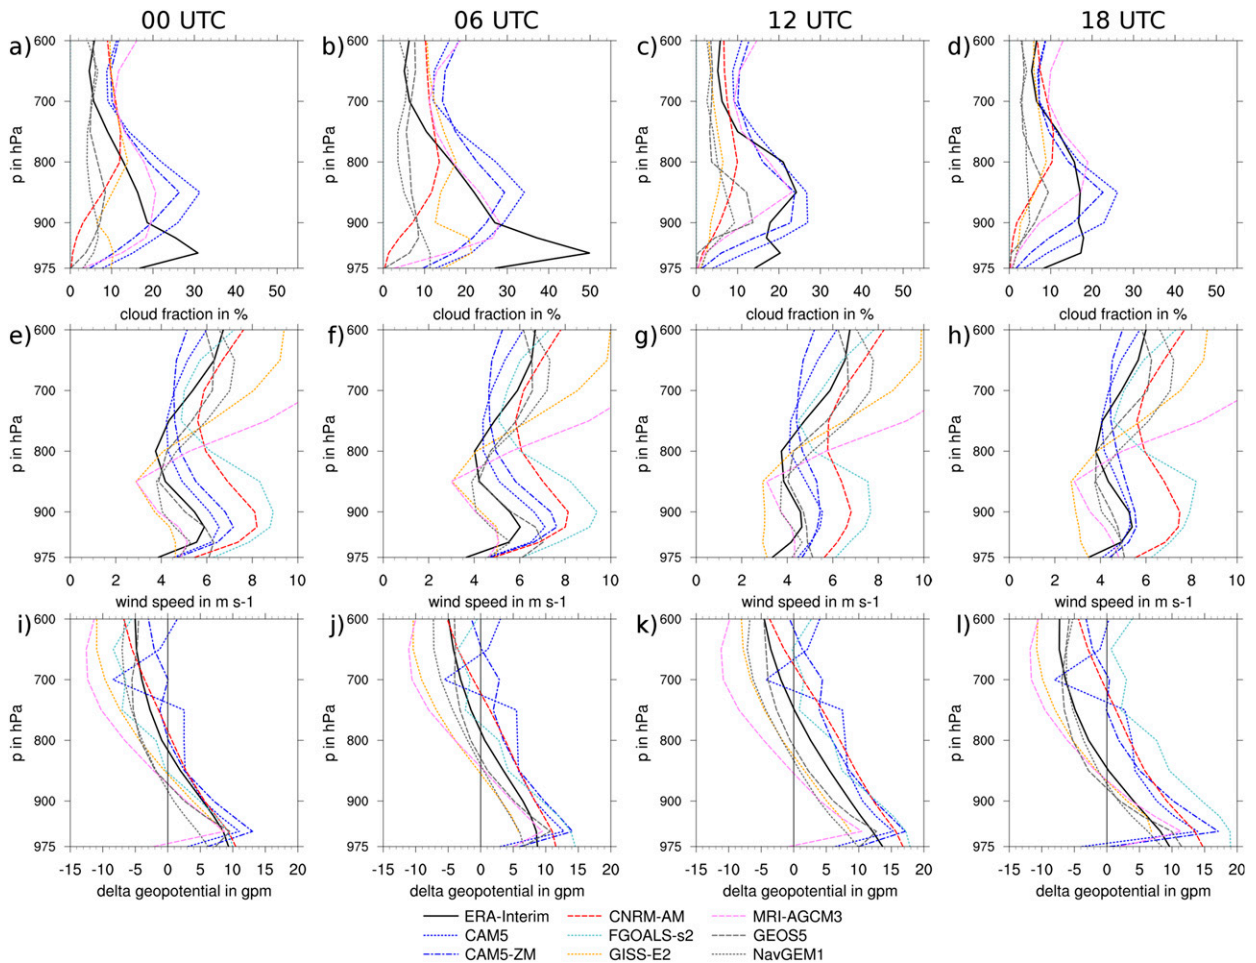 00 UTC 06 UTC 12 UTC 18 UTC
a) b) c) d)
p in hPa p in hPa p in hPa p in hPa
600 600 600 600
700 700 700 700
800 800 800 800
900 900 900 900
975 975 975 975
0 10 20 30 40 50 0 10 20 30 40 50 0 10 20 30 40 50 0 10 20 30 40 50
cloud fraction in % cloud fraction in % cloud fraction in % cloud fraction in %
e) f) g) h)
p in hPa p in hPa p in hPa p in hPa
600 600 600 600
700 700 700 700
800 800 800 800
900 900 900 900
975 975 975 975
0 2 4 6 8 10 0 2 4 6 8 10 0 2 4 6 8 10 0 2 4 6 8 10
wind speed in m s-1 wind speed in m s-1 wind speed in m s-1 wind speed in m s-1
i) j) k) l)
p in hPa p in hPa p in hPa p in hPa
600 600 600 600
700 700 700 700
800 800 800 800
900 900 900 900
975 975 975 975
-15 -10 -5 0 5 10 15 20 -15 -10 -5 0 5 10 15 20 -15 -10 -5 0 5 10 15 20 -15 -10 -5 0 5 10 15 20
delta geopotential in gpm delta geopotential in gpm delta geopotential in gpm delta geopotential in gpm
ERA-Interim CNRM-AM MRI-AGCM3
CAM5 FGOALS-s2 GEOS5
CAM5-ZM GISS-E2 NavGEM1